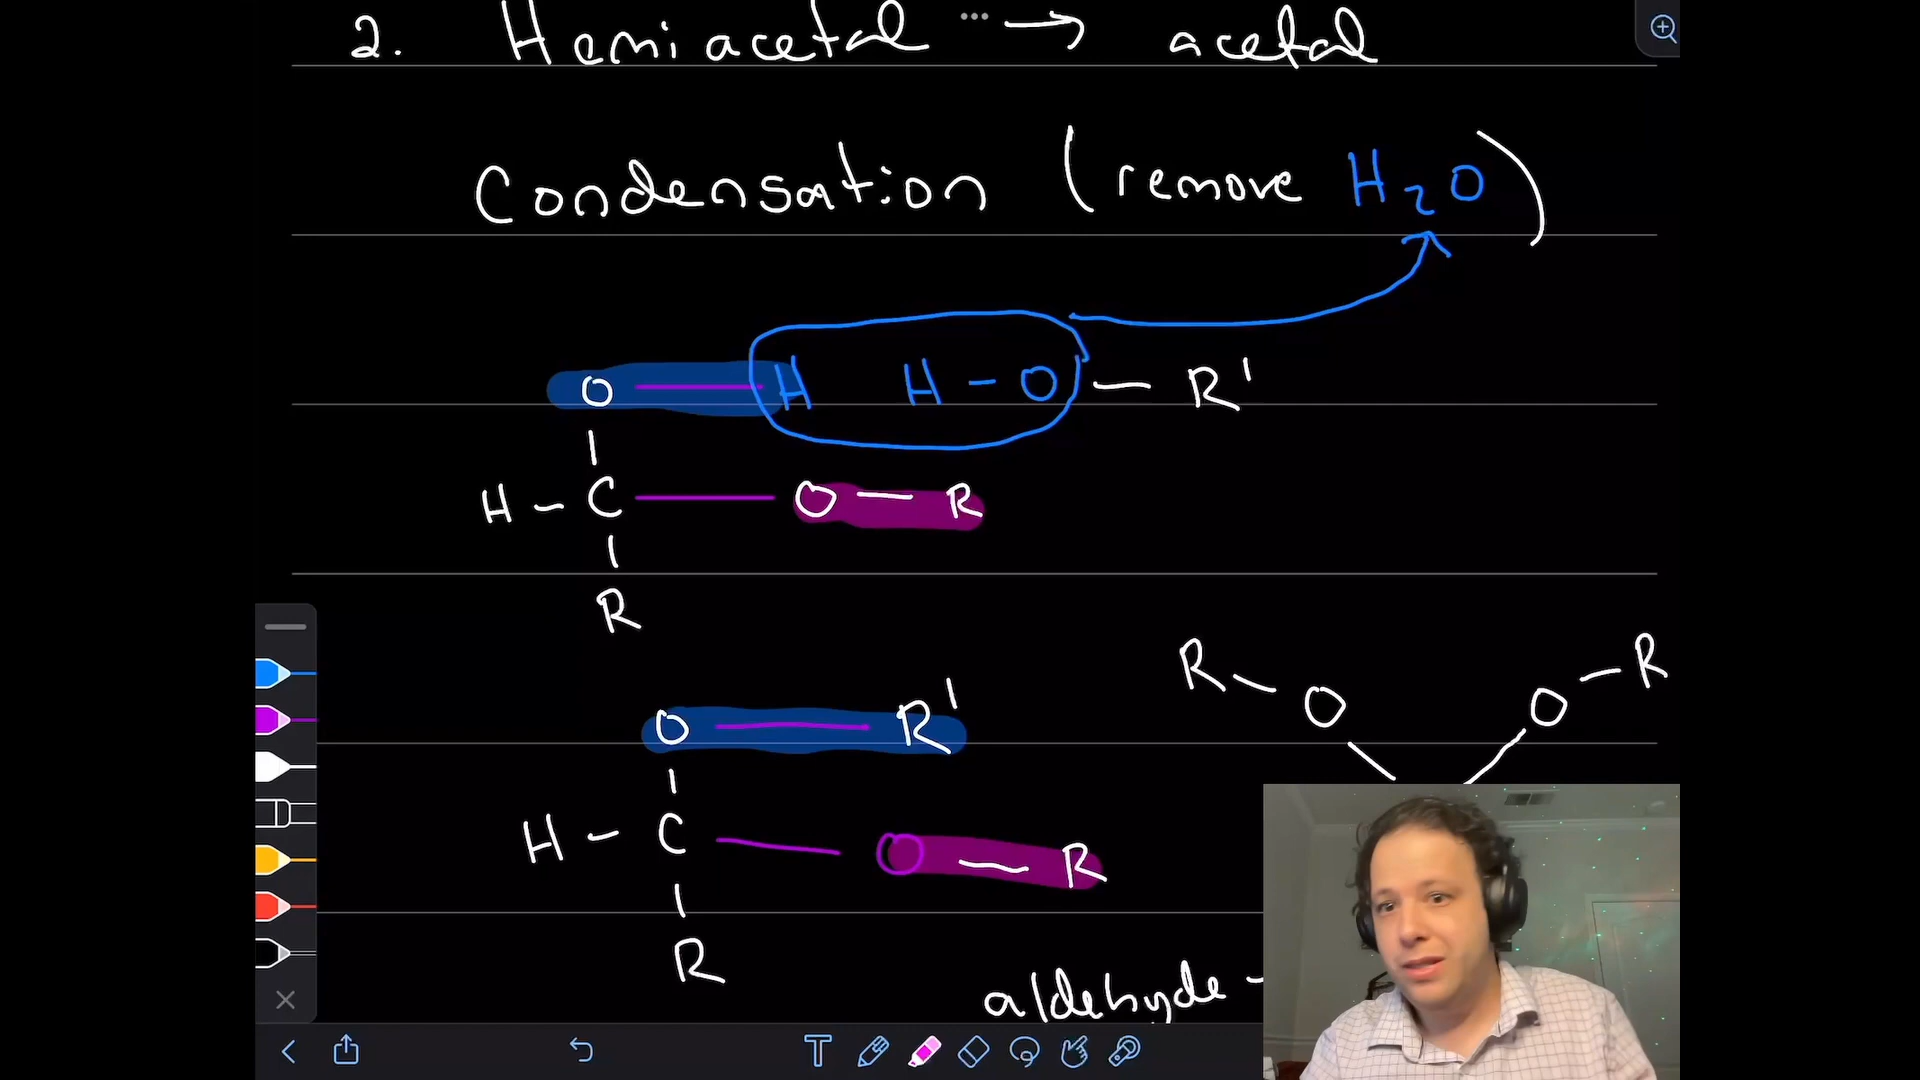 2. Hemiacetal → acetal
Condensation (remove H₂O)
O — H H - O — R'
H - C — O — R
R
R - O O - R
O — R'
H - C — O — R
R
aldehyde -
T